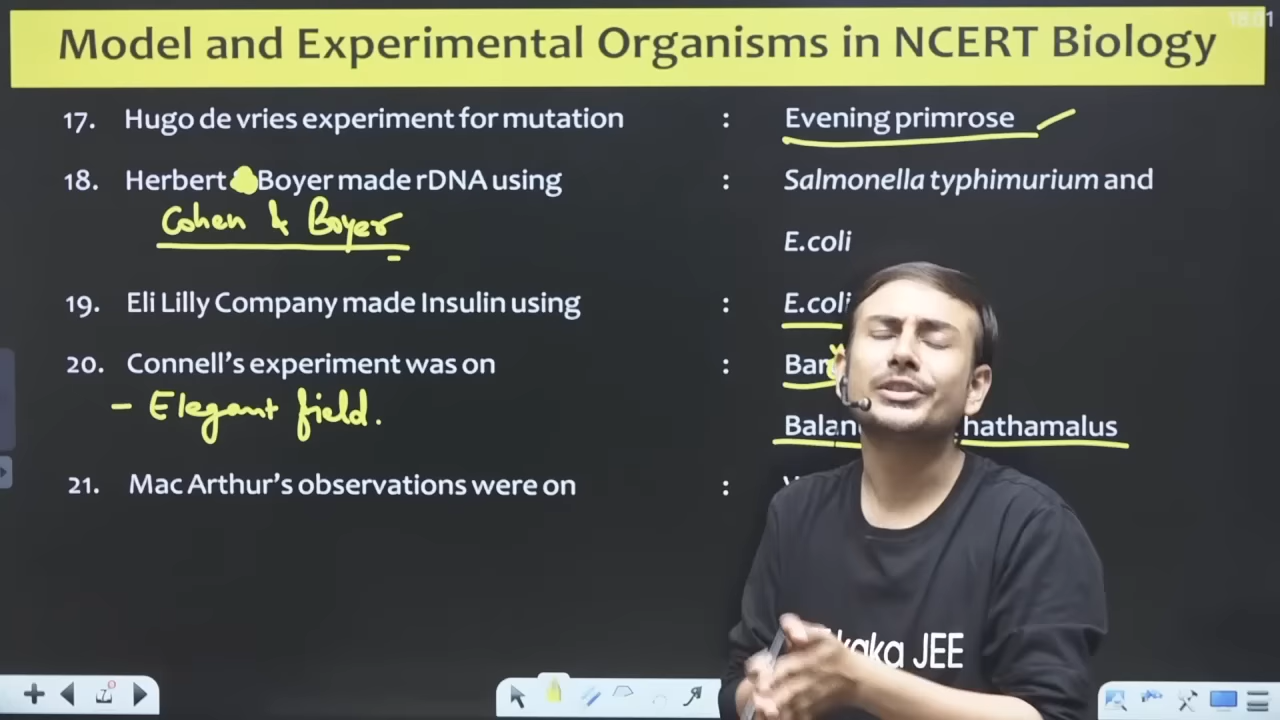 18:01
Model and Experimental Organisms in NCERT Biology
17. Hugo de vries experiment for mutation : Evening primrose
18. Herbert Boyer made rDNA using : Salmonella typhimurium and
Cohen & Boyer
E.coli
19. Eli Lilly Company made Insulin using : E.coli
20. Connell's experiment was on :
- Elegant field.
hathamalus
21. Mac Arthur's observations were on :
JEE